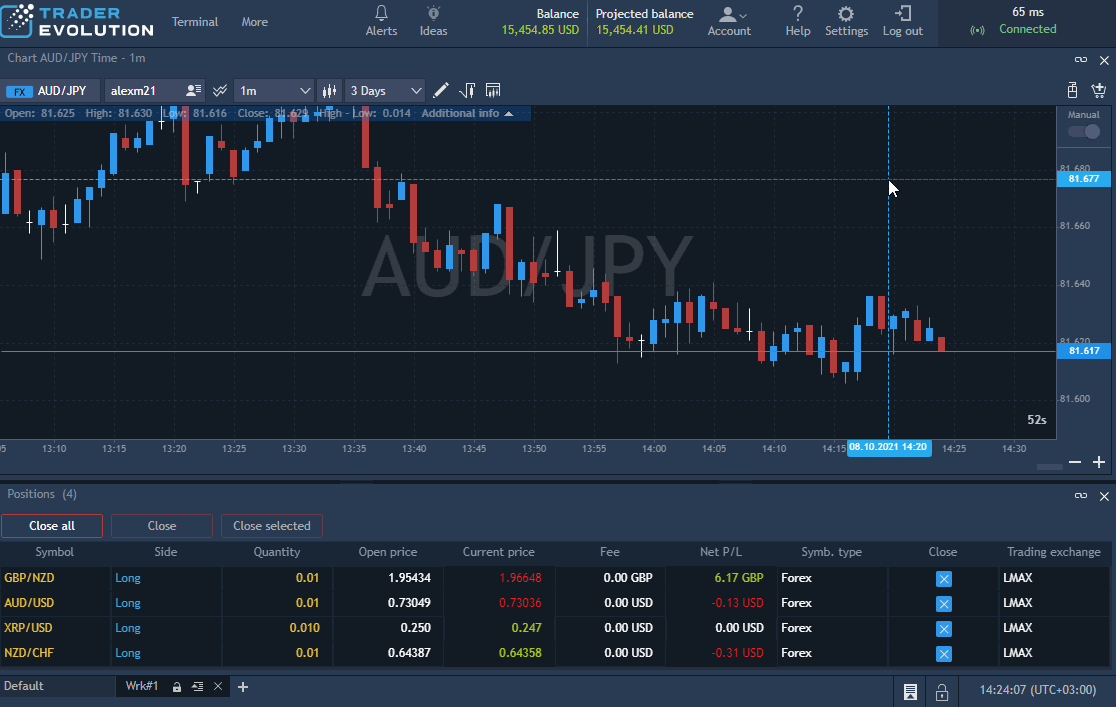 TRADER EVOLUTION
Terminal
More
Alerts
Ideas
Balance
15,454.85 USD
Projected balance
15,454.41 USD
Account
Help
Settings
Log out
65 ms
Connected
Chart AUD/JPY Time - 1m
FX AUD/JPY
alexm21
1m
3 Days
Open: 81.625 High: 81.630 Low: 81.616 Close: 81.629 High - Low: 0.014 Additional info
Manual
81.680
81.677
81.660
AUD/JPY
81.640
81.620
81.617
81.600
52s
05 13:10 13:15 13:20 13:25 13:30 13:35 13:40 13:45 13:50 13:55 14:00 14:05 14:10 14:15 08.10.2021 14:20 14:25 14:30
Positions (4)
Close all Close Close selected
Symbol Side Quantity Open price Current price Fee Net P/L Symb. type Close Trading exchange
GBP/NZD Long 0.01 1.95434 1.96648 0.00 GBP 6.17 GBP Forex LMAX
AUD/USD Long 0.01 0.73049 0.73036 0.00 USD -0.13 USD Forex LMAX
XRP/USD Long 0.010 0.250 0.247 0.00 USD 0.00 USD Forex LMAX
NZD/CHF Long 0.01 0.64387 0.64358 0.00 USD -0.31 USD Forex LMAX
Default
Wrk#1
14:24:07 (UTC+03:00)